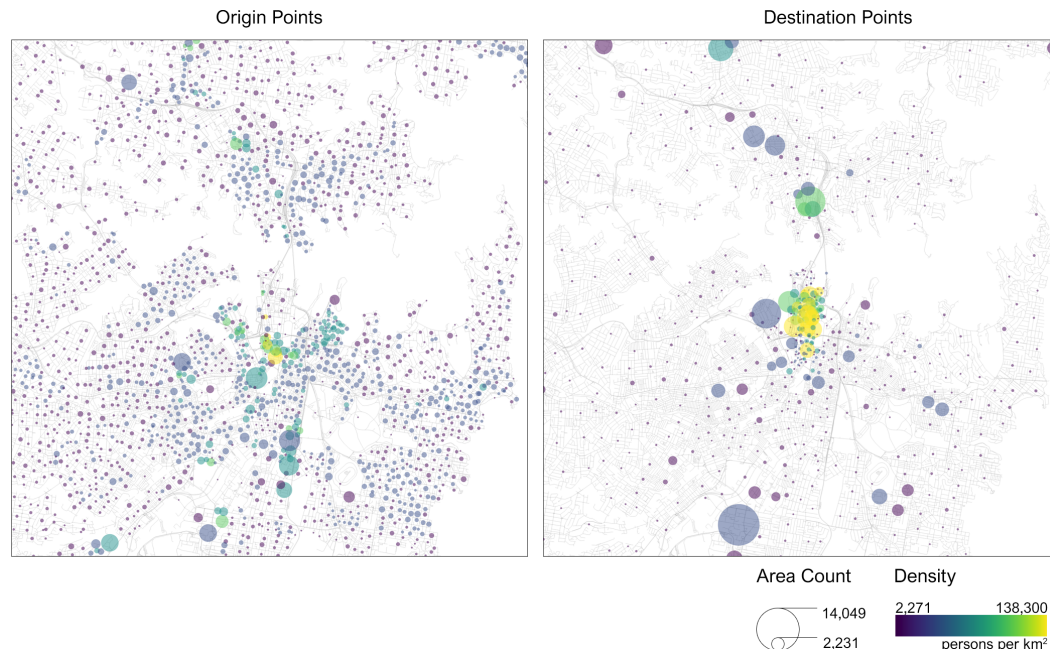 Origin Points
Destination Points
Area Count
Density
14,049
2,231
2,271
138,300
persons per km²